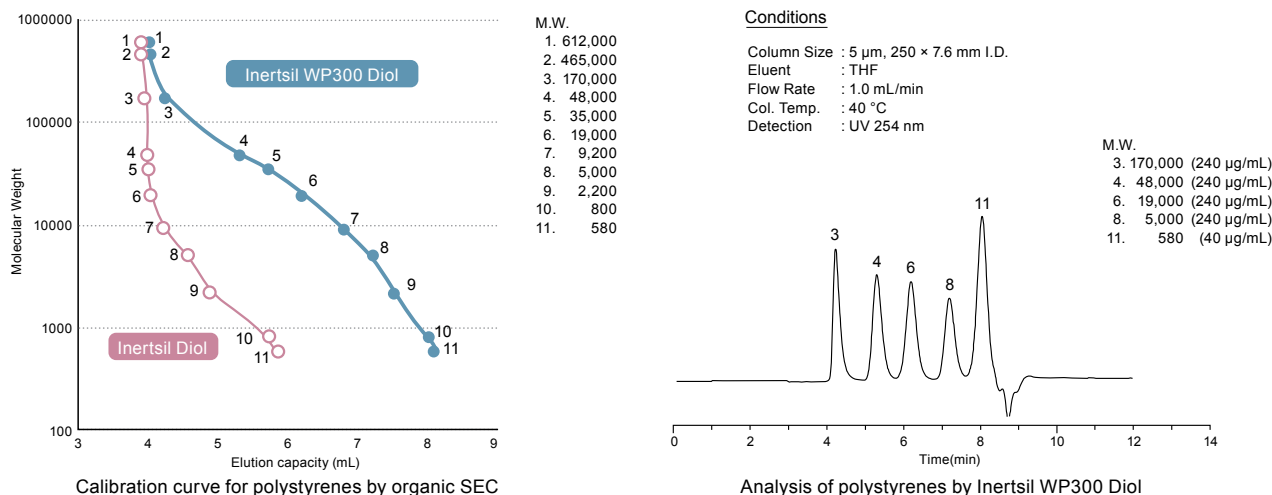 1000000
100000
10000
1000
100
Molecular Weight
3 4 5 6 7 8 9
Elution capacity (mL)
1
2
3
4
5
6
7
8
9
10
11
1
2
3
4
5
6
7
8
9
10
11
Inertsil WP300 Diol
Inertsil Diol
Calibration curve for polystyrenes by organic SEC
M.W.
1. 612,000
2. 465,000
3. 170,000
4. 48,000
5. 35,000
6. 19,000
7. 9,200
8. 5,000
9. 2,200
10. 800
11. 580
Conditions
Column Size : 5 µm, 250 × 7.6 mm I.D.
Eluent : THF
Flow Rate : 1.0 mL/min
Col. Temp. : 40 °C
Detection : UV 254 nm
M.W.
3. 170,000 (240 µg/mL)
4. 48,000 (240 µg/mL)
6. 19,000 (240 µg/mL)
8. 5,000 (240 µg/mL)
11. 580 (40 µg/mL)
3
4
6
8
11
0 2 4 6 8 10 12 14
Time(min)
Analysis of polystyrenes by Inertsil WP300 Diol